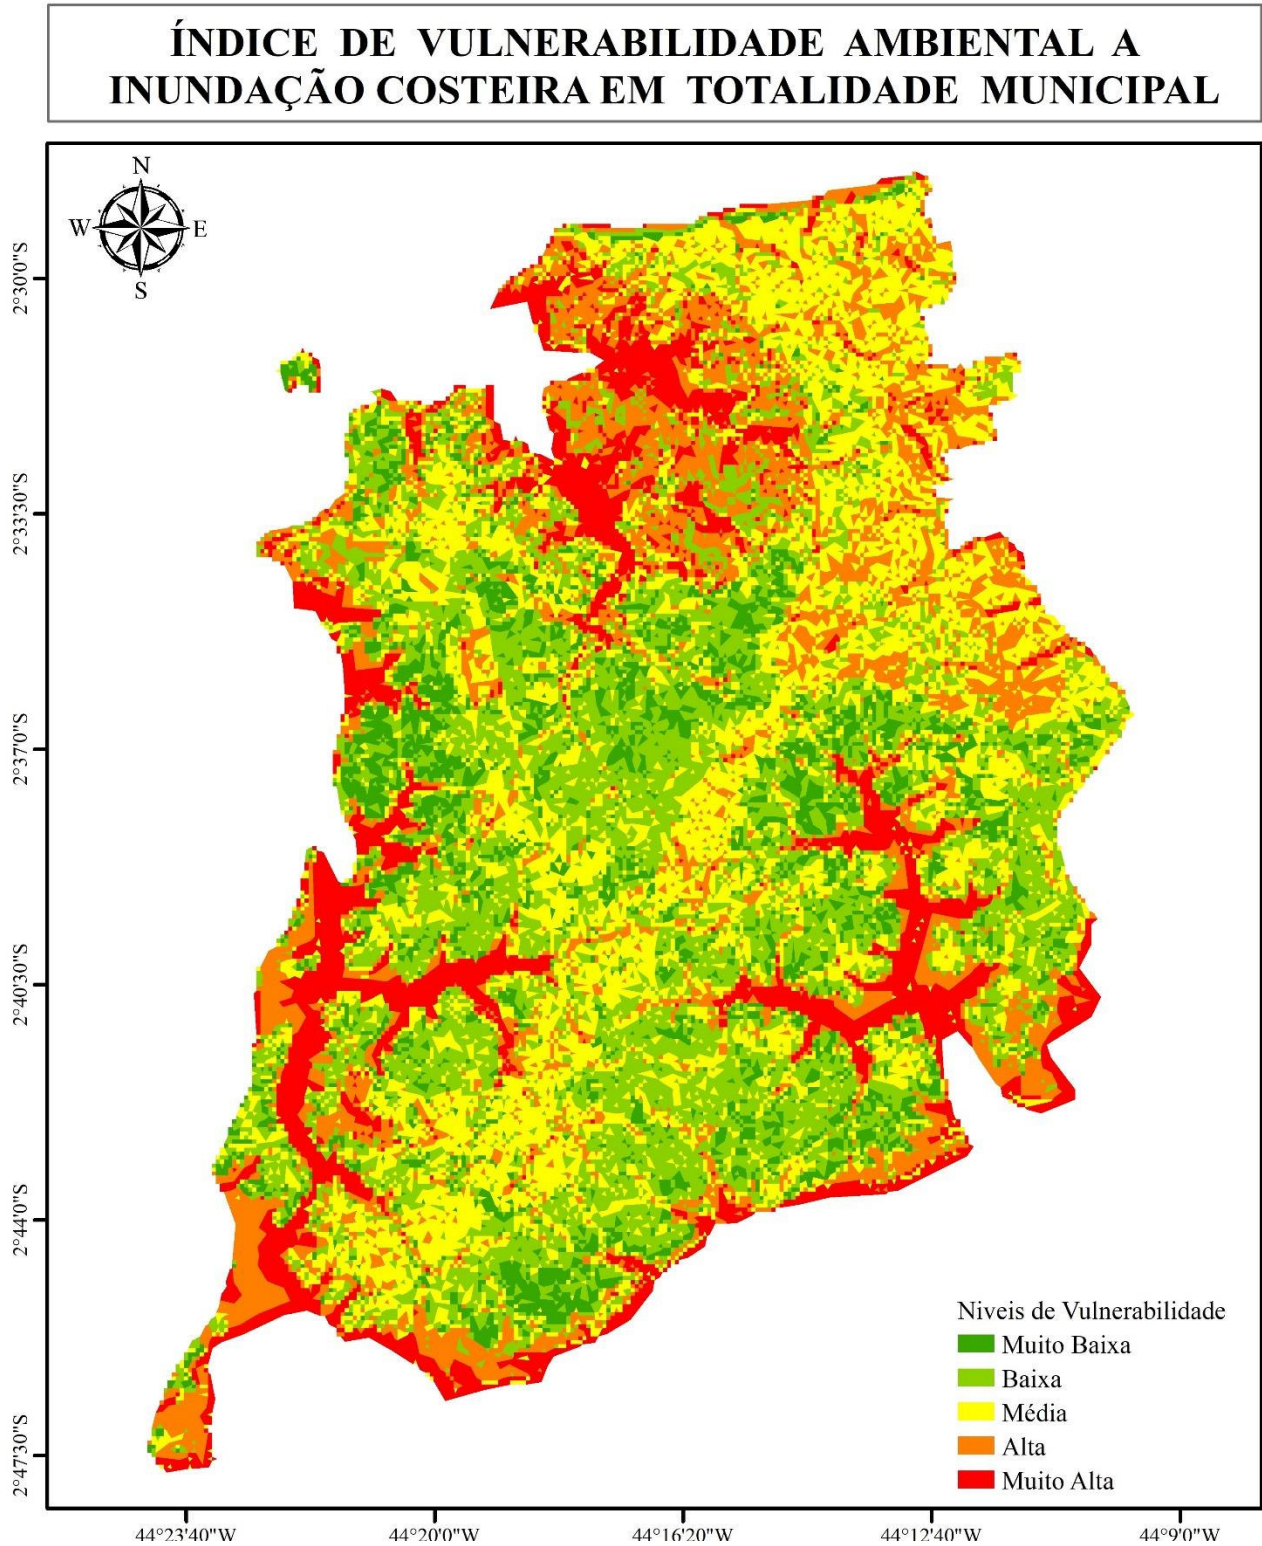 ÍNDICE DE VULNERABILIDADE AMBIENTAL A
INUNDAÇÃO COSTEIRA EM TOTALIDADE MUNICIPAL
N
W
E
S
2°30'0"S
2°33'30"S
2°37'0"S
2°40'30"S
2°44'0"S
2°47'30"S
Niveis de Vulnerabilidade
Muito Baixa
Baixa
Média
Alta
Muito Alta
44°23'40"W
44°20'0"W
44°16'20"W
44°12'40"W
44°9'0"W